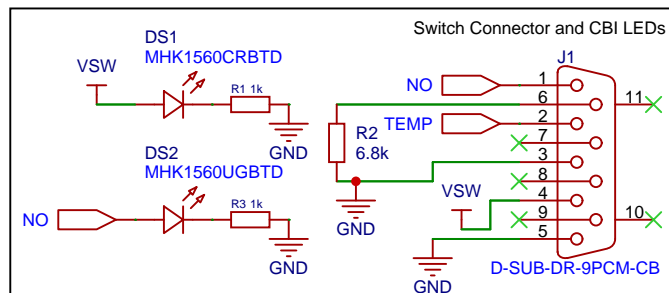 Switch Connector and CBI LEDs
DS1
MHK1560CRBTD
VSW
R1 1k
GND
DS2
MHK1560UGBTD
NO
R3 1k
GND
J1
NO
1
6
11
R2
6.8k
TEMP
2
7
3
8
VSW
4
9
10
GND
5
GND
D-SUB-DR-9PCM-CB